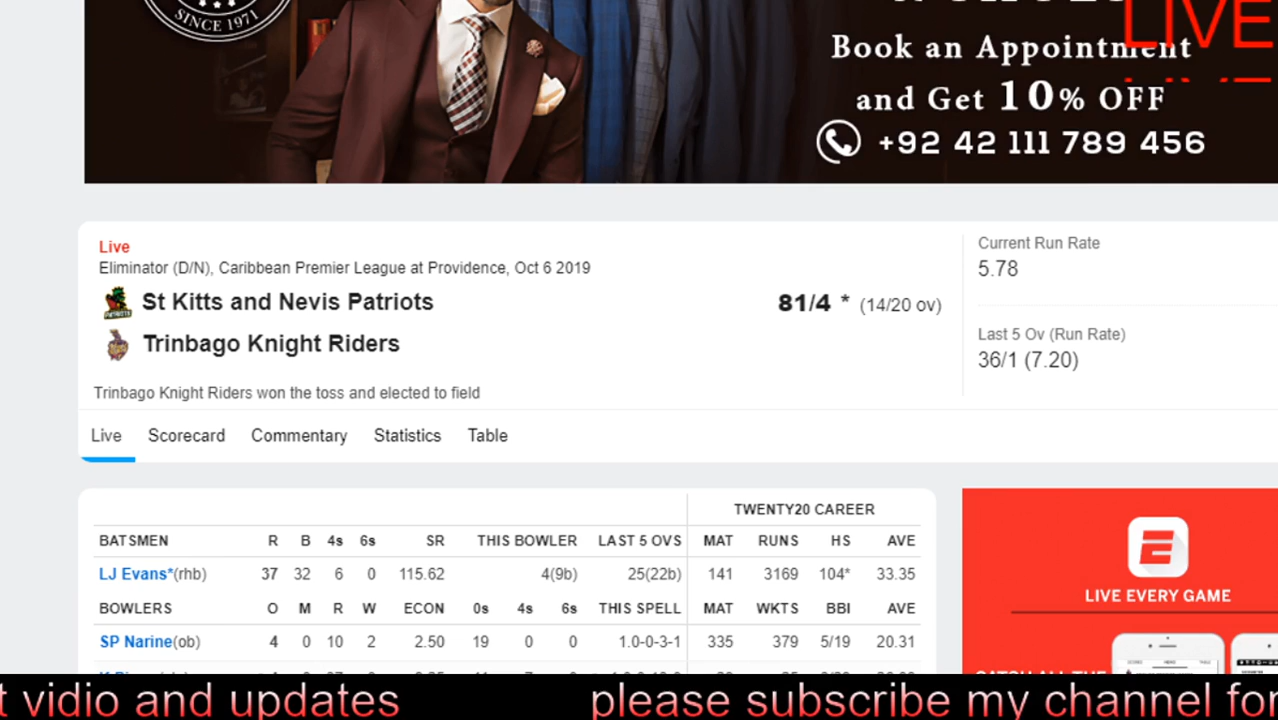 SINCE 1971
LIVE
Book an Appointment
and Get 10% OFF
+92 42 111 789 456
Live
Eliminator (D/N), Caribbean Premier League at Providence, Oct 6 2019
St Kitts and Nevis Patriots 81/4 * (14/20 ov)
Trinbago Knight Riders
Trinbago Knight Riders won the toss and elected to field
Current Run Rate
5.78
Last 5 Ov (Run Rate)
36/1 (7.20)
Live Scorecard Commentary Statistics Table
TWENTY20 CAREER
BATSMEN R B 4s 6s SR THIS BOWLER LAST 5 OVS MAT RUNS HS AVE
LJ Evans*(rhb) 37 32 6 0 115.62 4(9b) 25(22b) 141 3169 104* 33.35
BOWLERS O M R W ECON 0s 4s 6s THIS SPELL MAT WKTS BBI AVE
SP Narine(ob) 4 0 10 2 2.50 19 0 0 1.0-0-3-1 335 379 5/19 20.31
LIVE EVERY GAME
CATCH ALL THE
t vidio and updates please subscribe my channel for